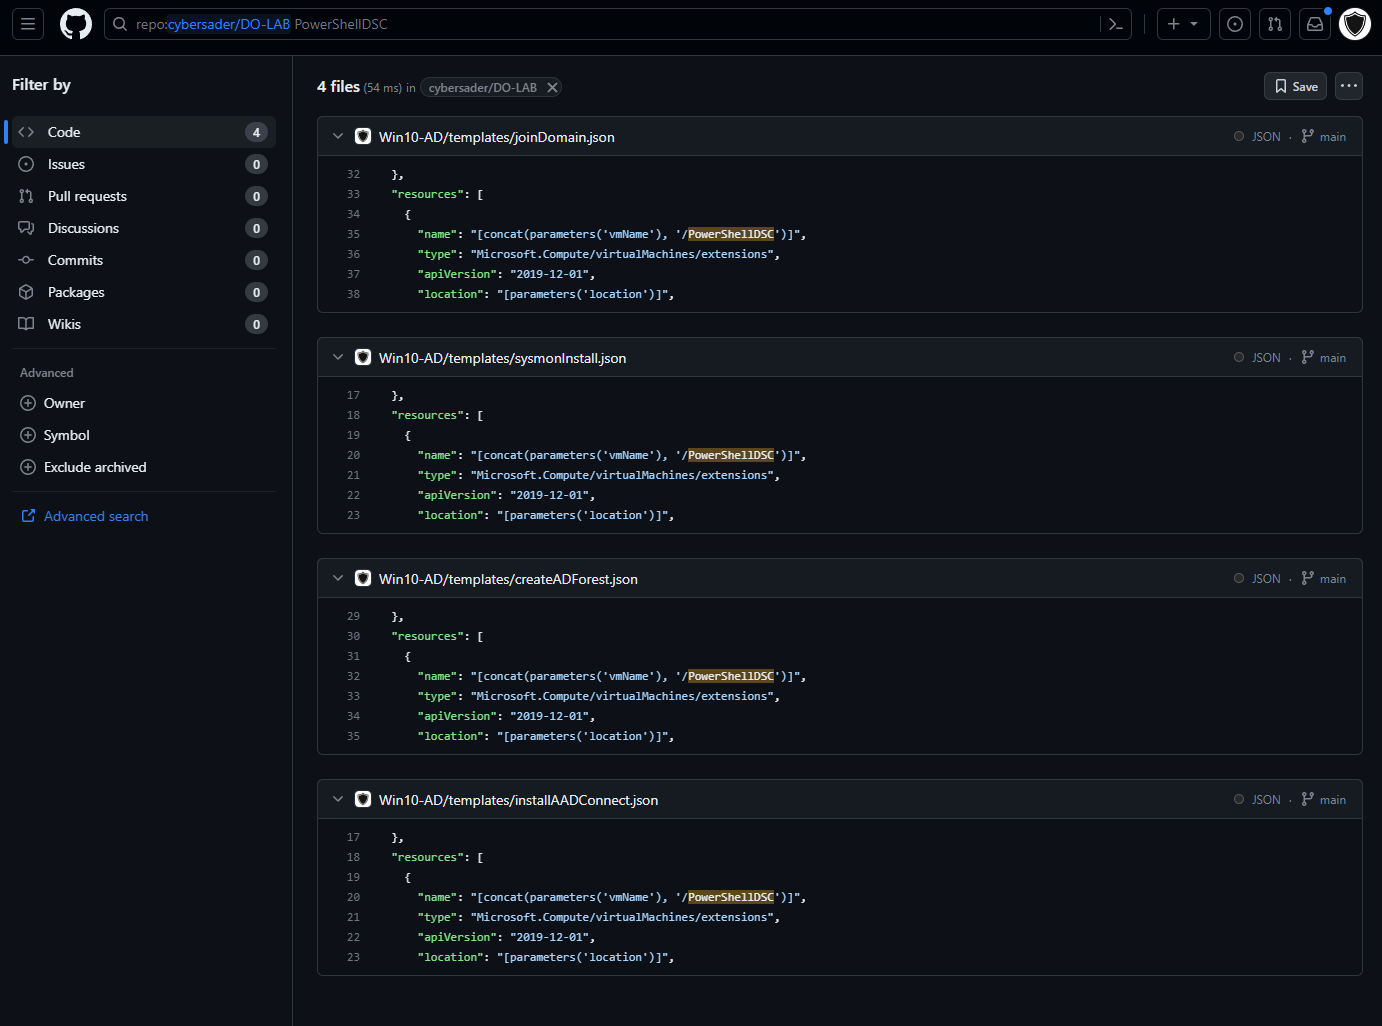 repo:cybersader/DO-LAB PowerShellDSC
Filter by
Code 4
Issues 0
Pull requests 0
Discussions 0
Commits 0
Packages 0
Wikis 0
Advanced
Owner
Symbol
Exclude archived
Advanced search
4 files (54 ms) in cybersader/DO-LAB
Save
Win10-AD/templates/joinDomain.json JSON · main
32 },
33 "resources": [
34 {
35 "name": "[concat(parameters('vmName'), '/PowerShellDSC')]",
36 "type": "Microsoft.Compute/virtualMachines/extensions",
37 "apiVersion": "2019-12-01",
38 "location": "[parameters('location')]",
Win10-AD/templates/sysmonInstall.json JSON · main
17 },
18 "resources": [
19 {
20 "name": "[concat(parameters('vmName'), '/PowerShellDSC')]",
21 "type": "Microsoft.Compute/virtualMachines/extensions",
22 "apiVersion": "2019-12-01",
23 "location": "[parameters('location')]",
Win10-AD/templates/createADForest.json JSON · main
29 },
30 "resources": [
31 {
32 "name": "[concat(parameters('vmName'), '/PowerShellDSC')]",
33 "type": "Microsoft.Compute/virtualMachines/extensions",
34 "apiVersion": "2019-12-01",
35 "location": "[parameters('location')]",
Win10-AD/templates/installAADConnect.json JSON · main
17 },
18 "resources": [
19 {
20 "name": "[concat(parameters('vmName'), '/PowerShellDSC')]",
21 "type": "Microsoft.Compute/virtualMachines/extensions",
22 "apiVersion": "2019-12-01",
23 "location": "[parameters('location')]",